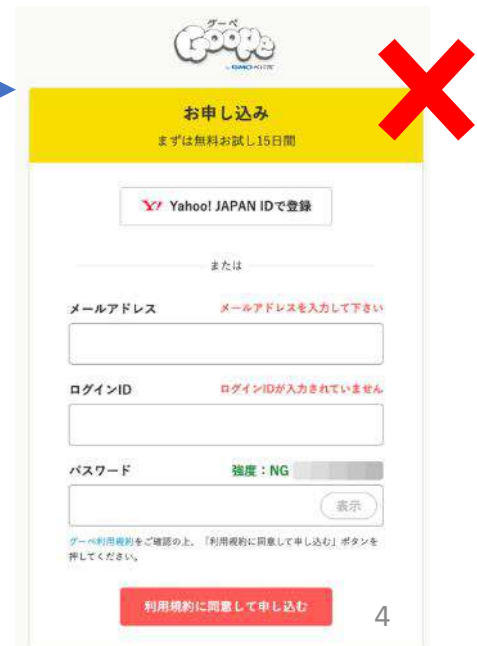 グーペ
Goope
by GMOペパボ
お申し込み
まずは無料お試し15日間
Y! Yahoo! JAPAN IDで登録
または
メールアドレス メールアドレスを入力して下さい
ログインID ログインIDが入力されていません
パスワード 強度：NG
表示
グーペ利用規約をご確認の上、「利用規約に同意して申し込む」ボタンを
押してください。
利用規約に同意して申し込む
4